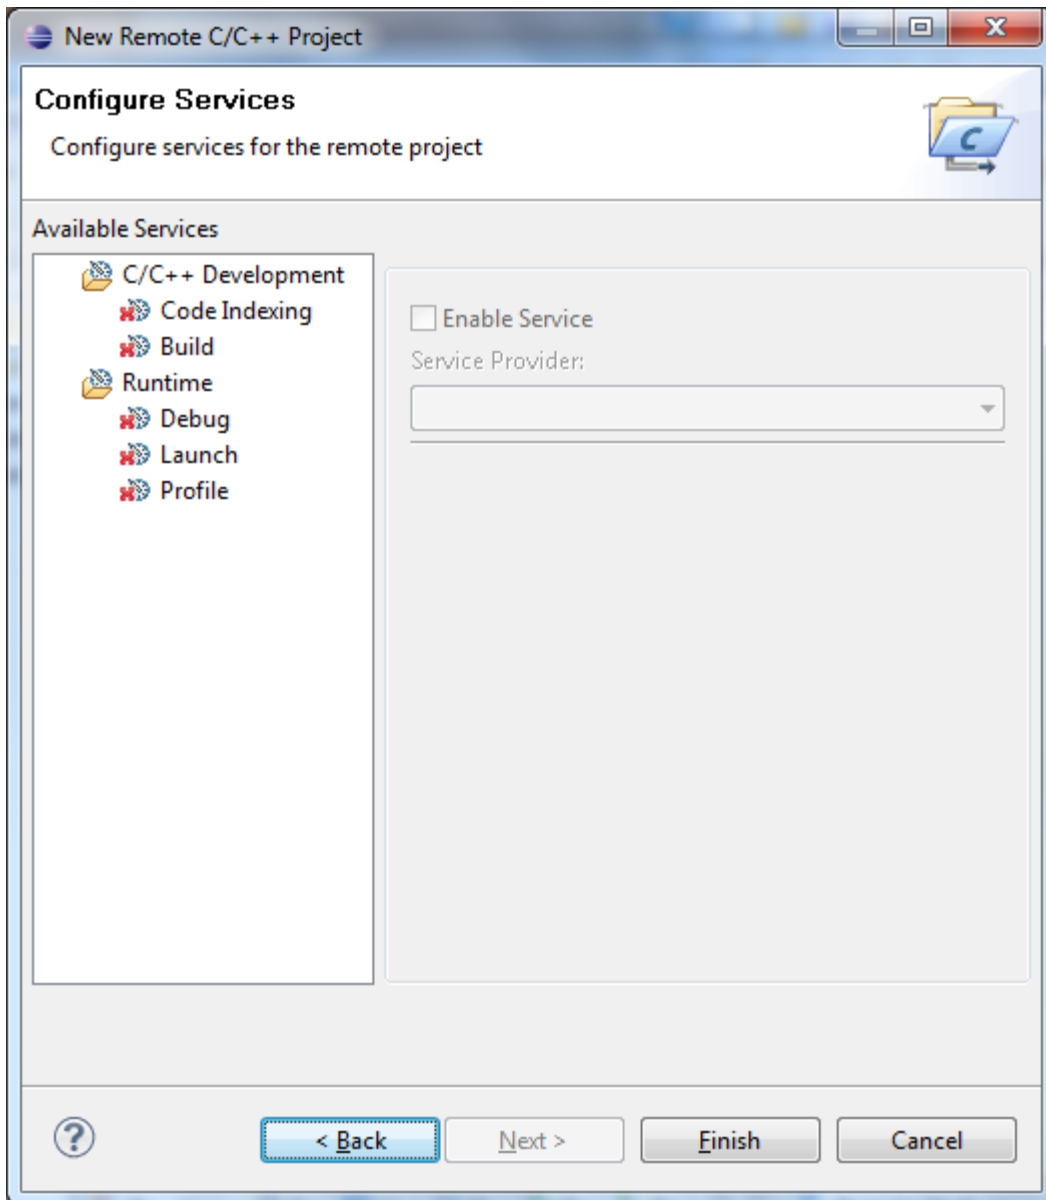 New Remote C/C++ Project
Configure Services
Configure services for the remote project
C
Available Services
C/C++ Development
Code Indexing
Build
Runtime
Debug
Launch
Profile
Enable Service
Service Provider:
?
< Back
Next >
Finish
Cancel